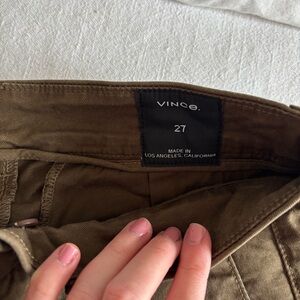 VINCE.
27
MADE IN
LOS ANGELES, CALIFORNIA